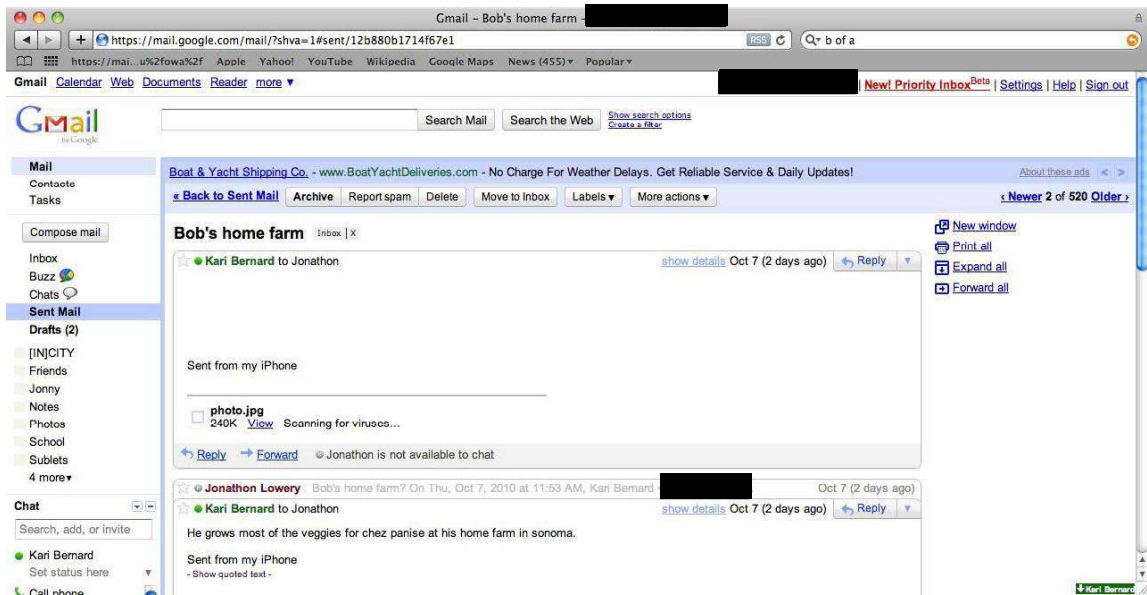 Gmail – Bob's home farm –
https://mail.google.com/mail/?shva=1#sent/12b880b1714f67e1 RSS b of a
https://mai...u%2fowa%2f Apple Yahoo! YouTube Wikipedia Google Maps News (455) Popular
Gmail Calendar Web Documents Reader more ▼ | New! Priority Inbox Beta | Settings | Help | Sign out
Gmail by Google
Search Mail Search the Web Show search options
Create a filter
Mail
Contacts
Tasks
Compose mail
Inbox
Buzz
Chats
Sent Mail
Drafts (2)
[IN]CITY
Friends
Jonny
Notes
Photos
School
Sublets
4 more▼
Chat
Search, add, or invite
Kari Bernard
Set status here
Call phone
Boat & Yacht Shipping Co. - www.BoatYachtDeliveries.com - No Charge For Weather Delays. Get Reliable Service & Daily Updates! About these ads < >
« Back to Sent Mail Archive Report spam Delete Move to Inbox Labels ▼ More actions ▼ ‹ Newer 2 of 520 Older ›
Bob's home farm Inbox | X
Kari Bernard to Jonathon show details Oct 7 (2 days ago) Reply
Sent from my iPhone
photo.jpg
240K View Scanning for viruses...
Reply Forward Jonathon is not available to chat
Jonathon Lowery Bob's home farm? On Thu, Oct 7, 2010 at 11:53 AM, Kari Bernard Oct 7 (2 days ago)
Kari Bernard to Jonathon show details Oct 7 (2 days ago) Reply
He grows most of the veggies for chez panise at his home farm in sonoma.
Sent from my iPhone
- Show quoted text -
New window
Print all
Expand all
Forward all
Kari Bernard